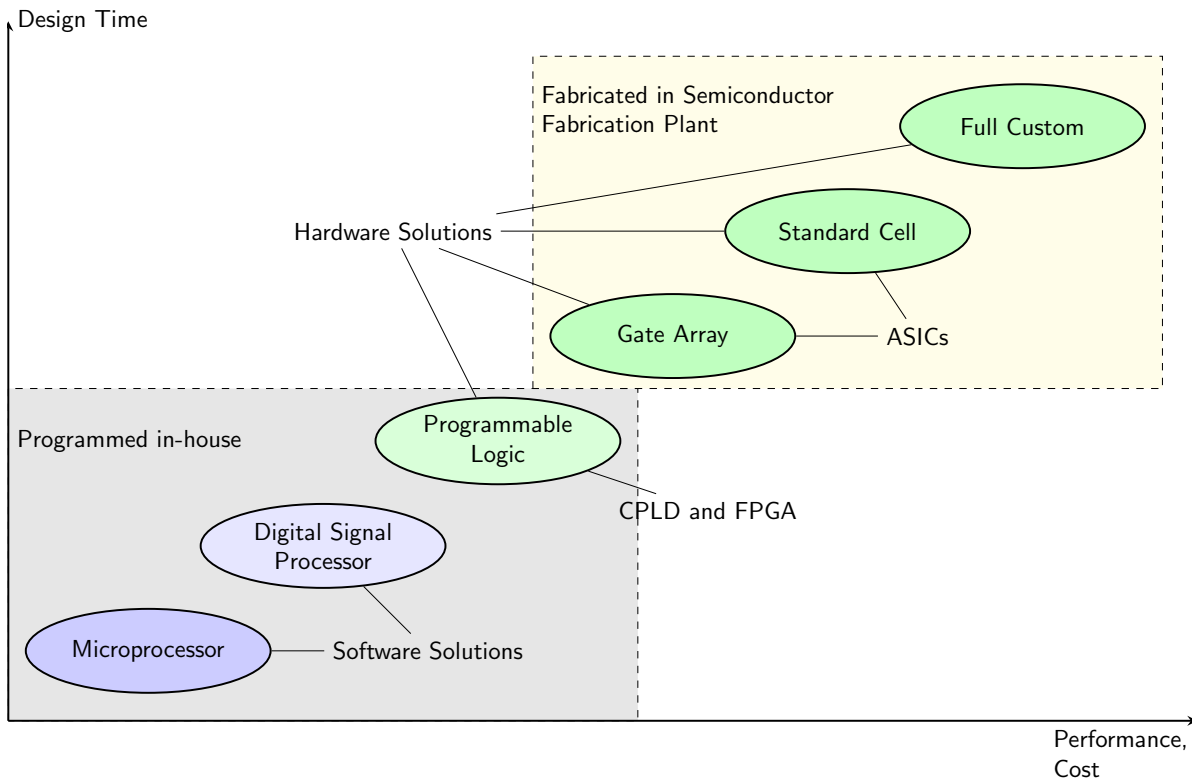 Design Time
Fabricated in Semiconductor
Fabrication Plant
Full Custom
Hardware Solutions
Standard Cell
Gate Array
ASICs
Programmed in-house
Programmable
Logic
CPLD and FPGA
Digital Signal
Processor
Microprocessor
Software Solutions
Performance,
Cost